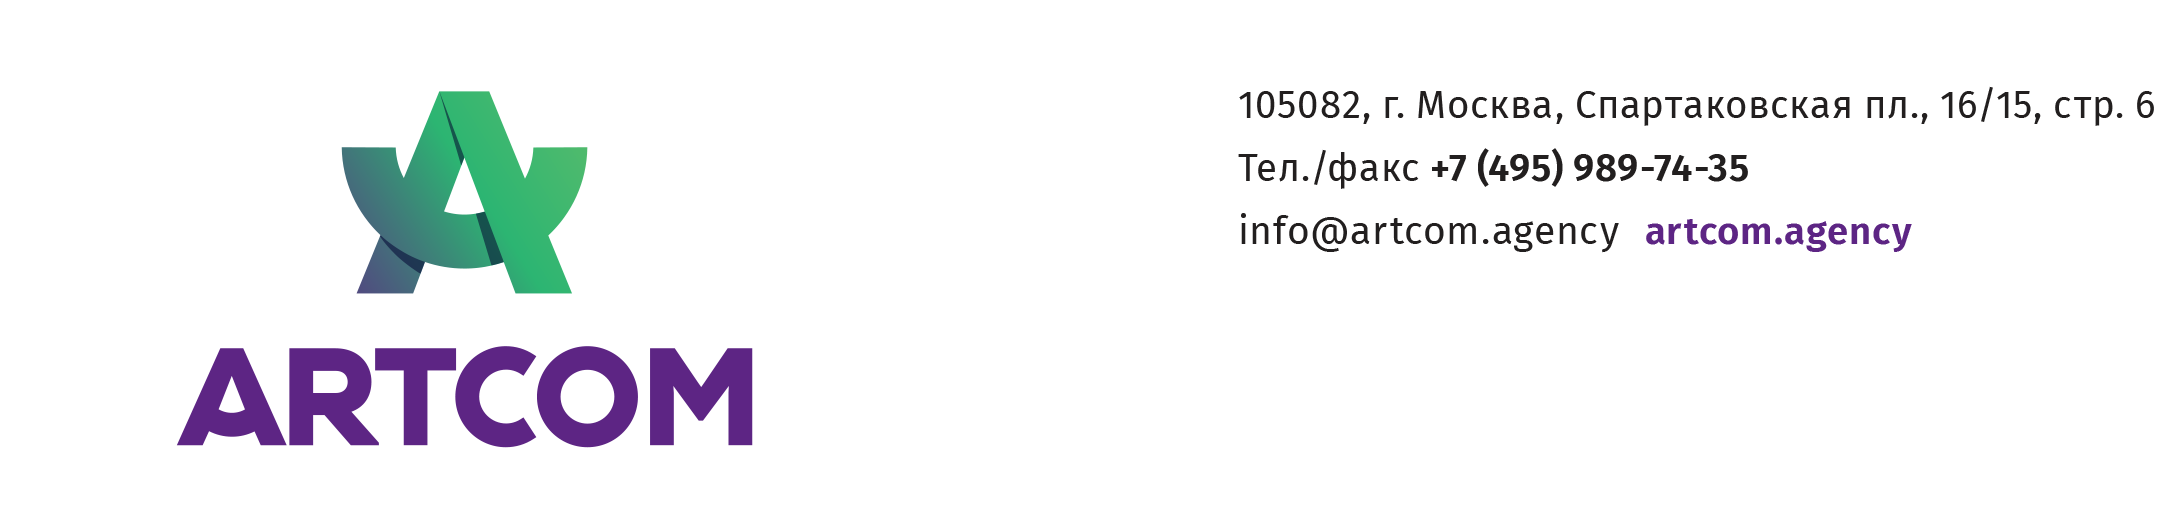 ARTCOM
105082, г. Москва, Спартаковская пл., 16/15, стр. 6
Тел./факс +7 (495) 989-74-35
info@artcom.agency artcom.agency